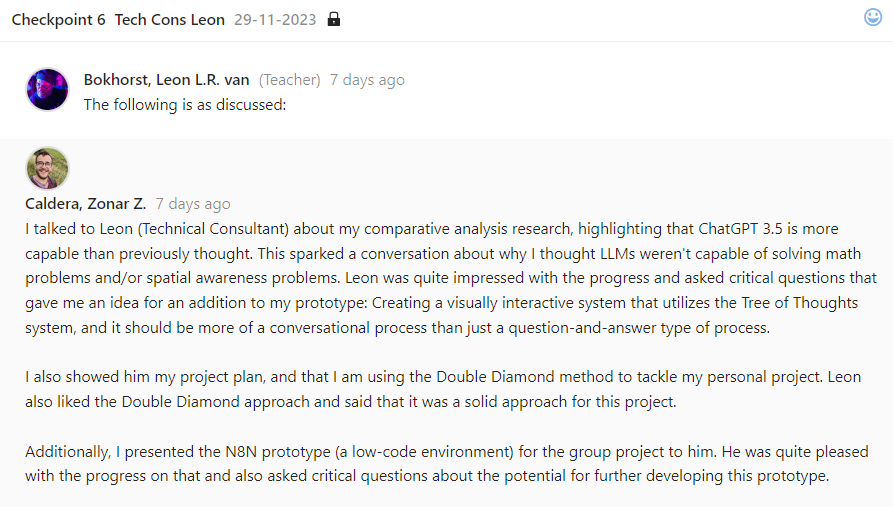 Checkpoint 6 Tech Cons Leon 29-11-2023
Bokhorst, Leon L.R. van (Teacher) 7 days ago
The following is as discussed:
Caldera, Zonar Z. 7 days ago
I talked to Leon (Technical Consultant) about my comparative analysis research, highlighting that ChatGPT 3.5 is more
capable than previously thought. This sparked a conversation about why I thought LLMs weren't capable of solving math
problems and/or spatial awareness problems. Leon was quite impressed with the progress and asked critical questions that
gave me an idea for an addition to my prototype: Creating a visually interactive system that utilizes the Tree of Thoughts
system, and it should be more of a conversational process than just a question-and-answer type of process.
I also showed him my project plan, and that I am using the Double Diamond method to tackle my personal project. Leon
also liked the Double Diamond approach and said that it was a solid approach for this project.
Additionally, I presented the N8N prototype (a low-code environment) for the group project to him. He was quite pleased
with the progress on that and also asked critical questions about the potential for further developing this prototype.